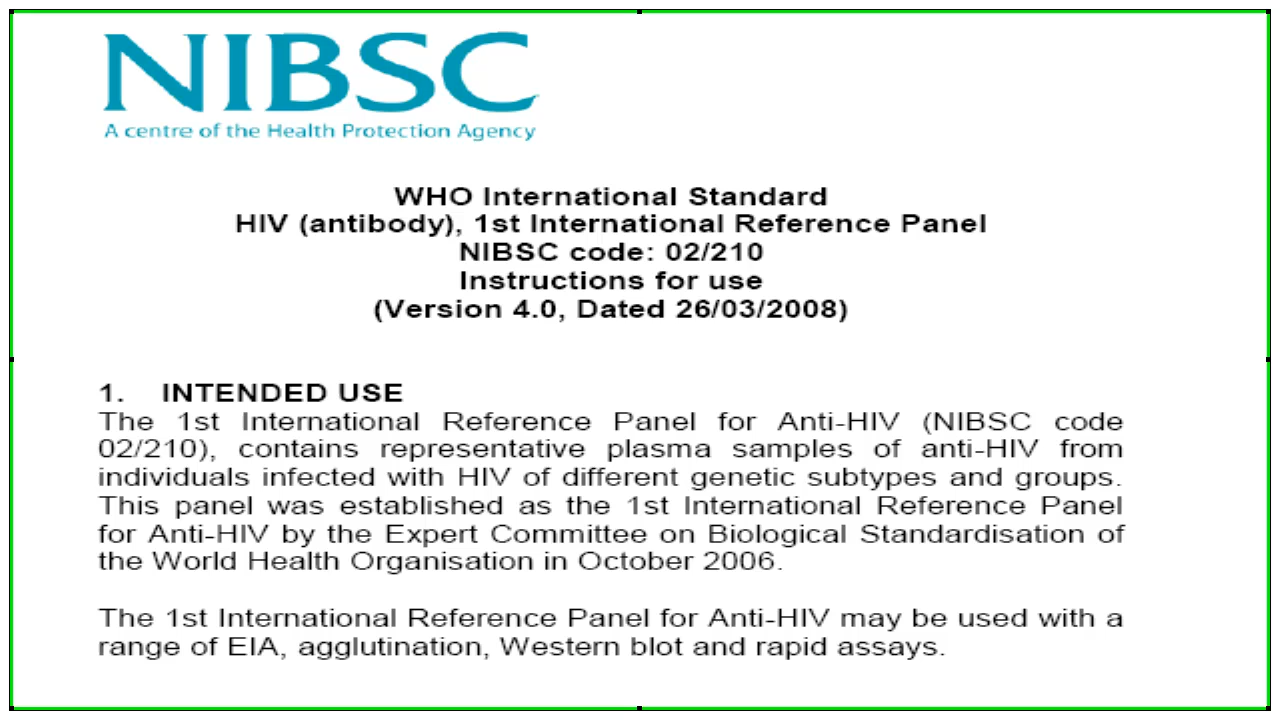 NIBSC
A centre of the Health Protection Agency
WHO International Standard
HIV (antibody), 1st International Reference Panel
NIBSC code: 02/210
Instructions for use
(Version 4.0, Dated 26/03/2008)
1. INTENDED USE
The 1st International Reference Panel for Anti-HIV (NIBSC code
02/210), contains representative plasma samples of anti-HIV from
individuals infected with HIV of different genetic subtypes and groups.
This panel was established as the 1st International Reference Panel
for Anti-HIV by the Expert Committee on Biological Standardisation of
the World Health Organisation in October 2006.
The 1st International Reference Panel for Anti-HIV may be used with a
range of EIA, agglutination, Western blot and rapid assays.